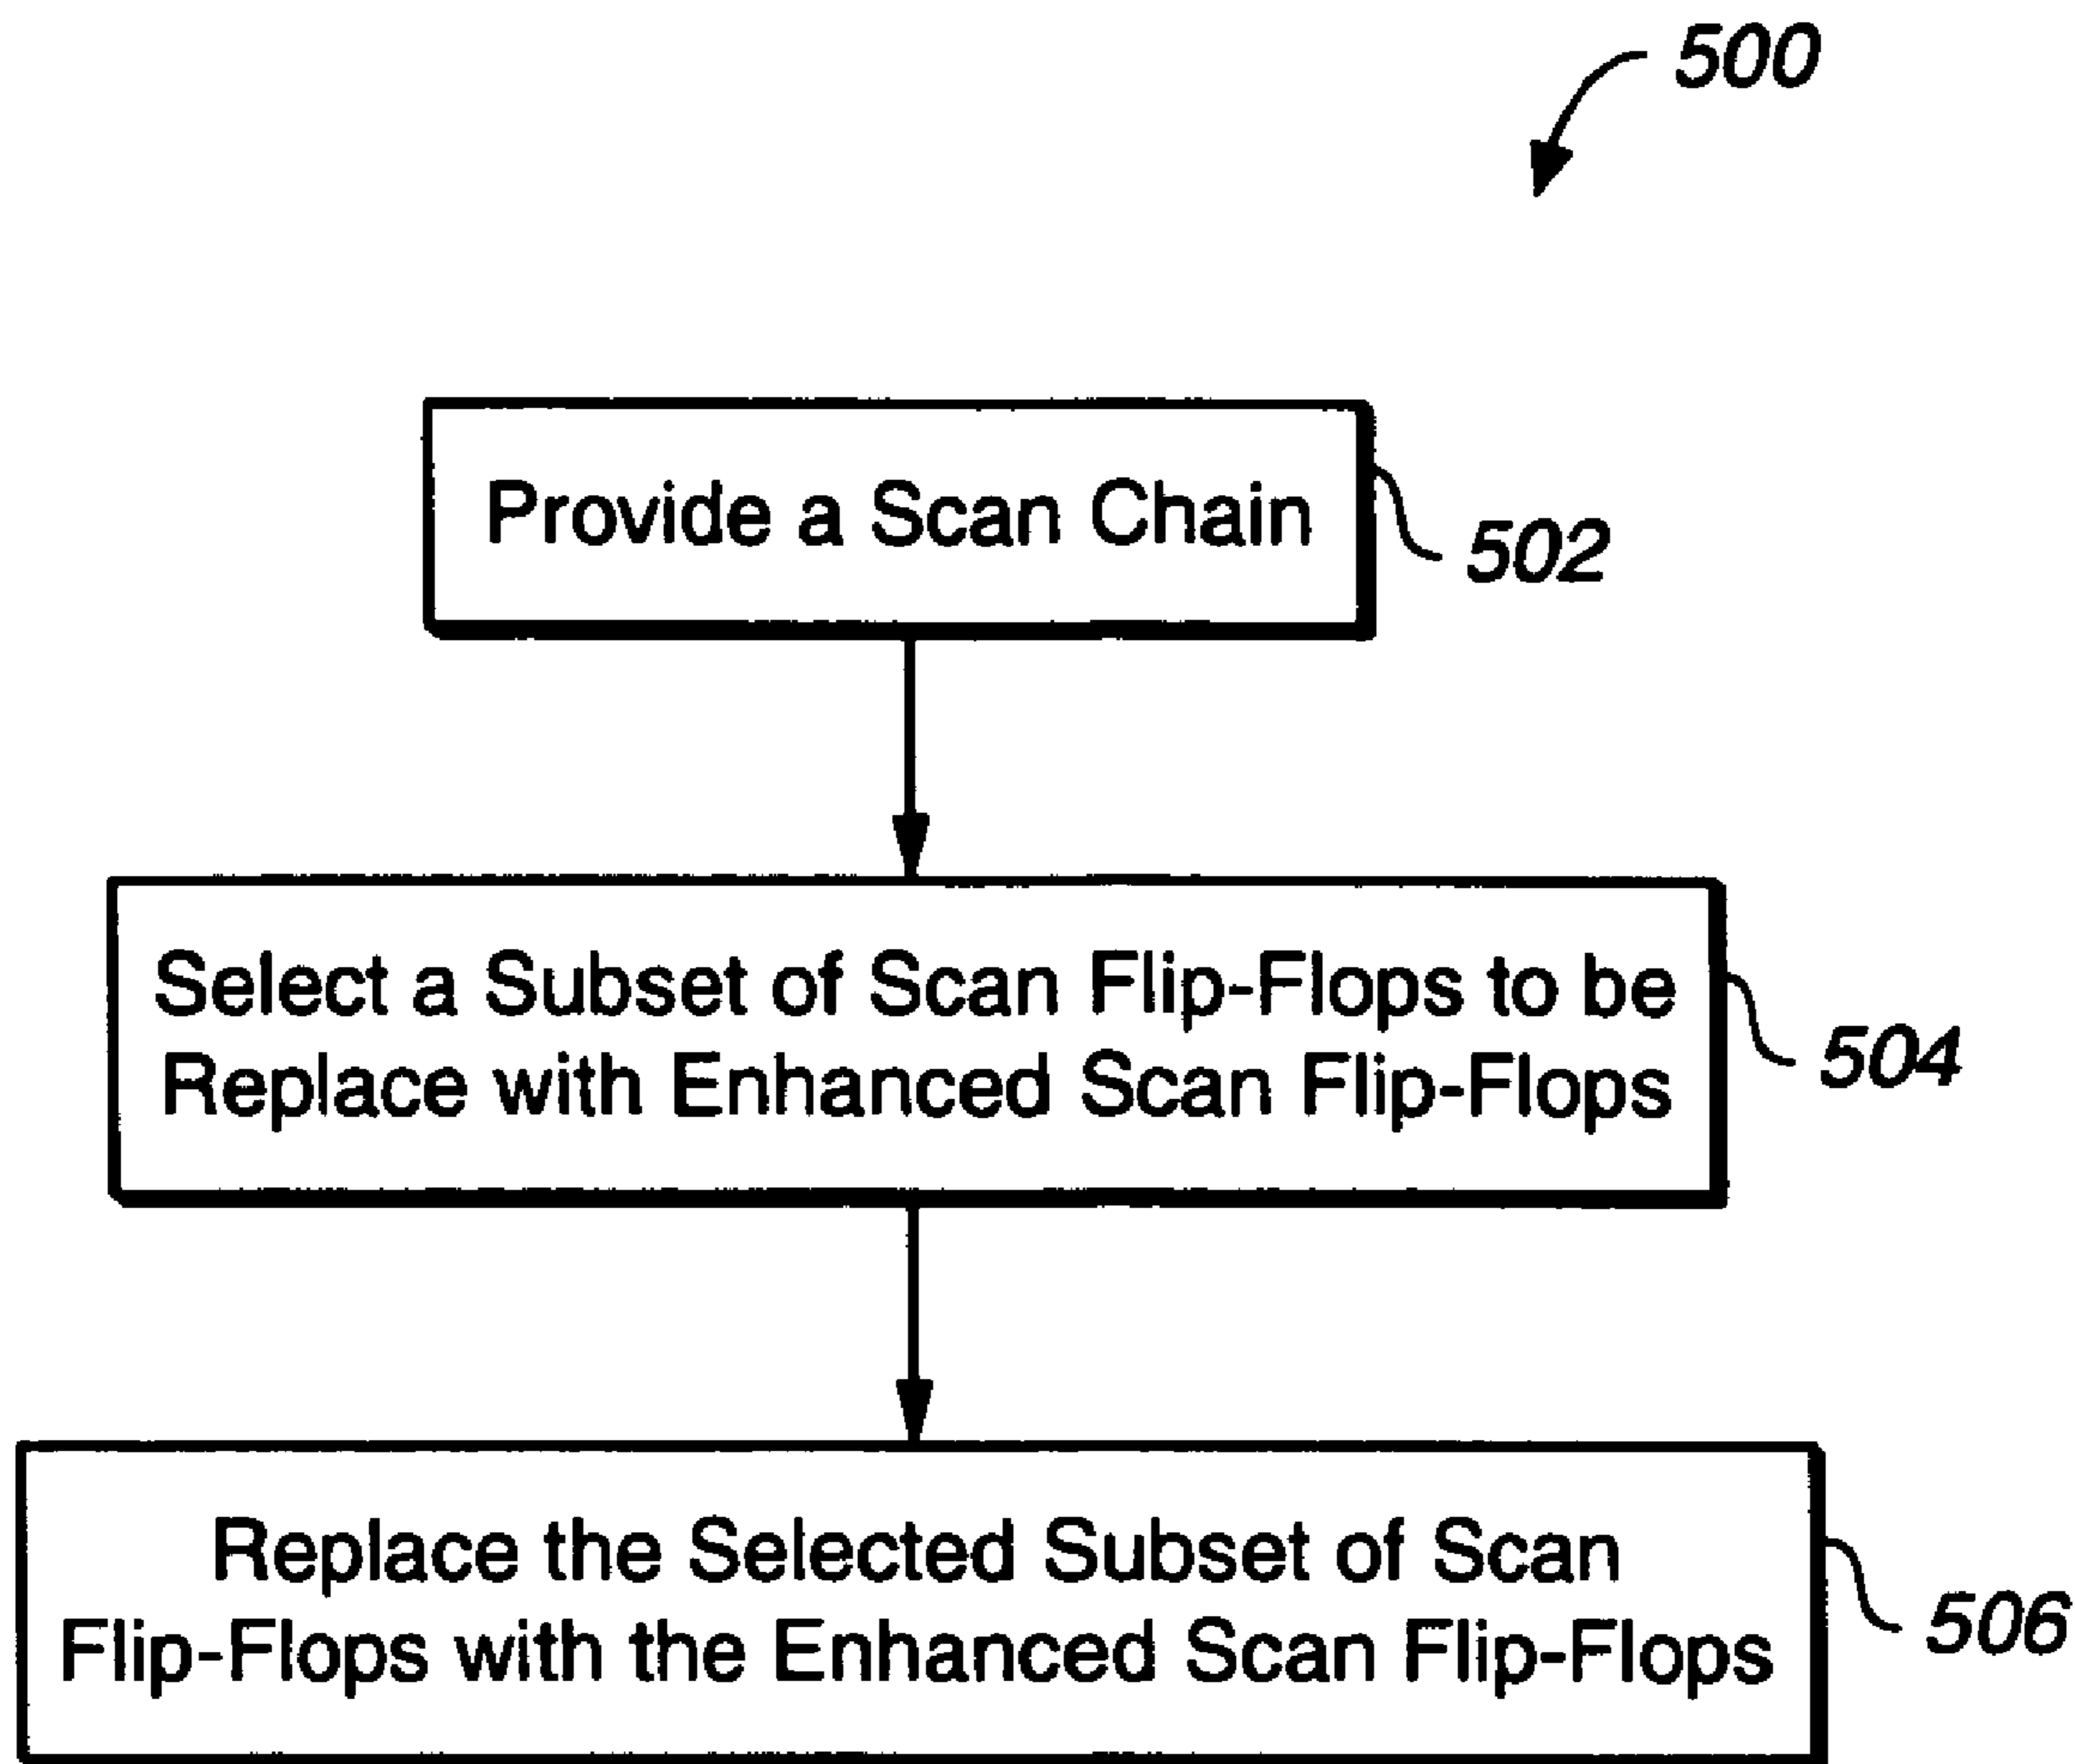 500
Provide a Scan Chain
502
Select a Subset of Scan Flip-Flops to be
Replace with Enhanced Scan Flip-Flops
504
Replace the Selected Subset of Scan
Flip-Flops with the Enhanced Scan Flip-Flops
506